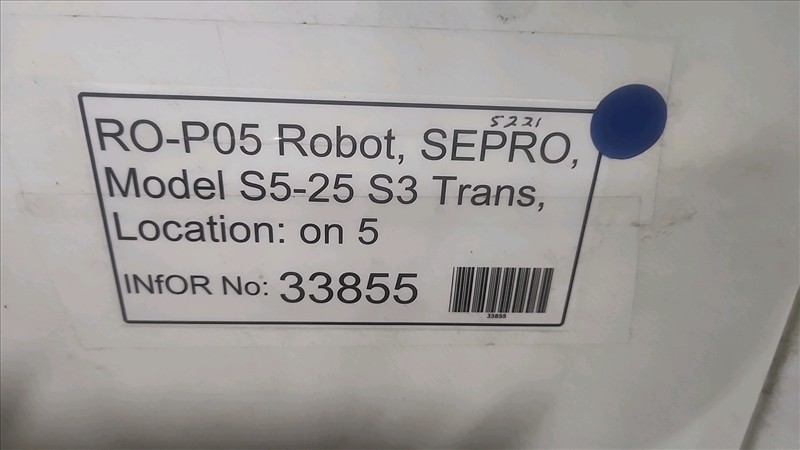 5221
RO-P05 Robot, SEPRO,
Model S5-25 S3 Trans,
Location: on 5
INfOR No: 33855
33855